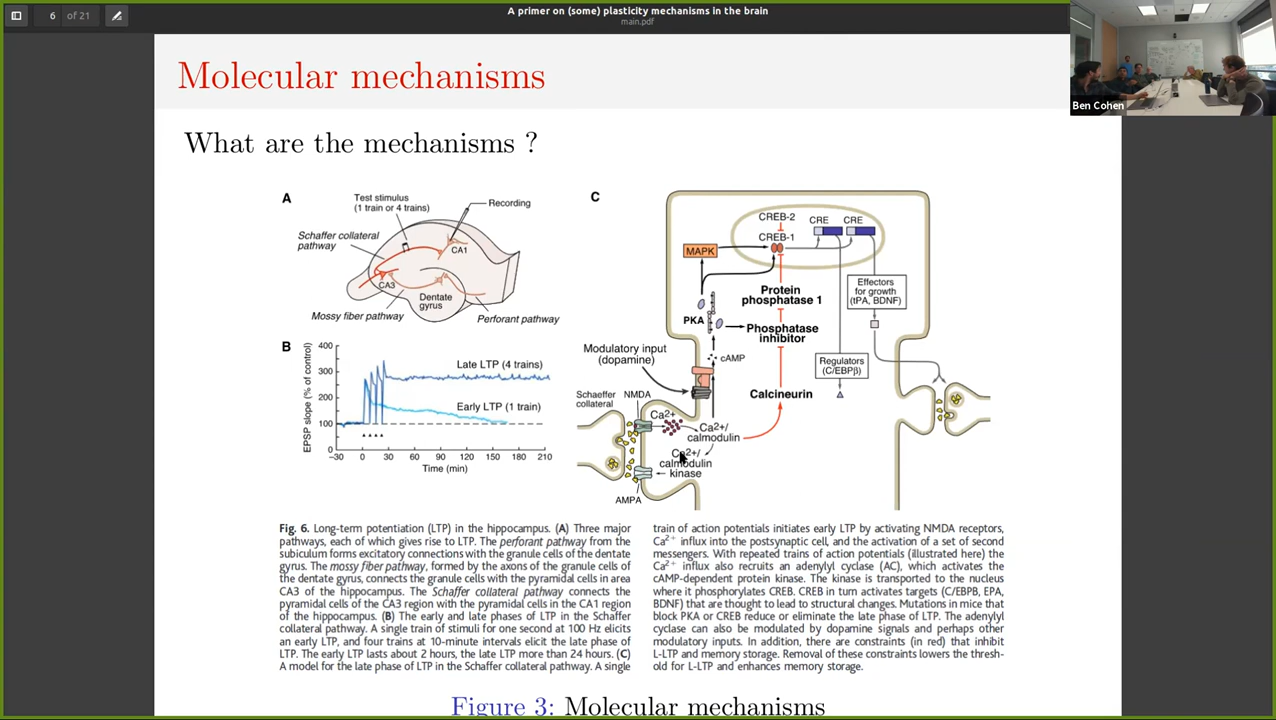 6 of 21
A primer on (some) plasticity mechanisms in the brain
main.pdf
Ben Cohen
Molecular mechanisms
What are the mechanisms ?
A
Test stimulus
(1 train or 4 trains)
Recording
Schaffer collateral
pathway
CA1
CA3
Dentate
gyrus
Mossy fiber pathway
Perforant pathway
B
EPSP slope (% of control)
400
300
200
100
0
Late LTP (4 trains)
Early LTP (1 train)
−30 0 30 60 90 120 150 180 210
Time (min)
C
CREB-2
CREB-1
CRE CRE
MAPK
Effectors
for growth
(tPA, BDNF)
Protein
phosphatase 1
PKA
Phosphatase
inhibitor
Modulatory input
(dopamine)
cAMP
Regulators
(C/EBPβ)
Schaeffer
collateral
NMDA
Calcineurin
Ca2+
Ca2+/
calmodulin
Ca2+/
calmodulin
kinase
AMPA
Fig. 6. Long-term potentiation (LTP) in the hippocampus. (A) Three major
pathways, each of which gives rise to LTP. The perforant pathway from the
subiculum forms excitatory connections with the granule cells of the dentate
gyrus. The mossy fiber pathway, formed by the axons of the granule cells of
the dentate gyrus, connects the granule cells with the pyramidal cells in area
CA3 of the hippocampus. The Schaffer collateral pathway connects the
pyramidal cells of the CA3 region with the pyramidal cells in the CA1 region
of the hippocampus. (B) The early and late phases of LTP in the Schaffer
collateral pathway. A single train of stimuli for one second at 100 Hz elicits
an early LTP, and four trains at 10-minute intervals elicit the late phase of
LTP. The early LTP lasts about 2 hours, the late LTP more than 24 hours. (C)
A model for the late phase of LTP in the Schaffer collateral pathway. A single
train of action potentials initiates early LTP by activating NMDA receptors,
Ca2+ influx into the postsynaptic cell, and the activation of a set of second
messengers. With repeated trains of action potentials (illustrated here) the
Ca2+ influx also recruits an adenylyl cyclase (AC), which activates the
cAMP-dependent protein kinase. The kinase is transported to the nucleus
where it phosphorylates CREB. CREB in turn activates targets (C/EBPB, EPA,
BDNF) that are thought to lead to structural changes. Mutations in mice that
block PKA or CREB reduce or eliminate the late phase of LTP. The adenylyl
cyclase can also be modulated by dopamine signals and perhaps other
modulatory inputs. In addition, there are constraints (in red) that inhibit
L-LTP and memory storage. Removal of these constraints lowers the thresh-
old for L-LTP and enhances memory storage.
Figure 3: Molecular mechanisms